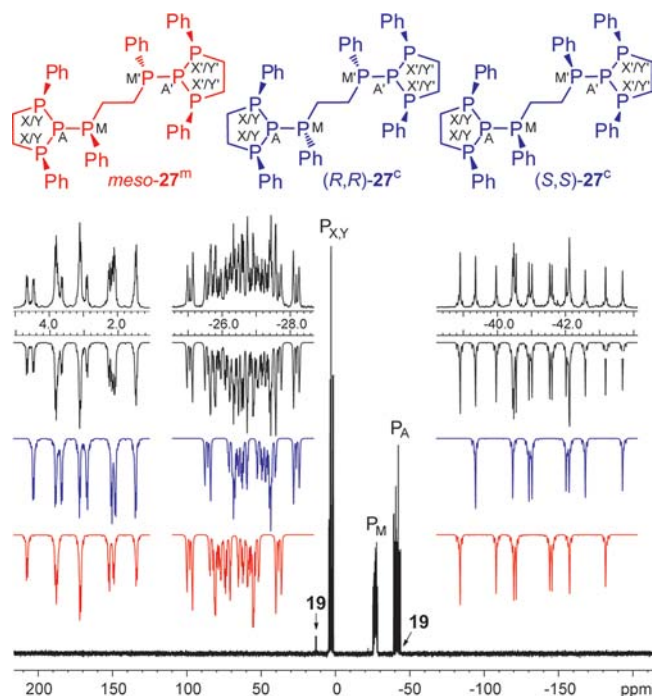 Ph Ph Ph
Ph P Ph P Ph P
X'/Y' X'/Y' X'/Y'
Ph P P Ph P P Ph P P
M' A' M' A' M' A'
X'/Y' X'/Y' X'/Y'
P P P P P P
X/Y X/Y X/Y
Ph Ph Ph
X/Y P P M X/Y P P M X/Y P P M
A A A
P Ph P Ph P Ph
Ph Ph Ph
meso-27m (R,R)-27c (S,S)-27c
PX,Y
4.0 2.0 -26.0 -28.0 -40.0 -42.0
PA
PM
19 19
200 150 100 50 0 -50 -100 -150 ppm